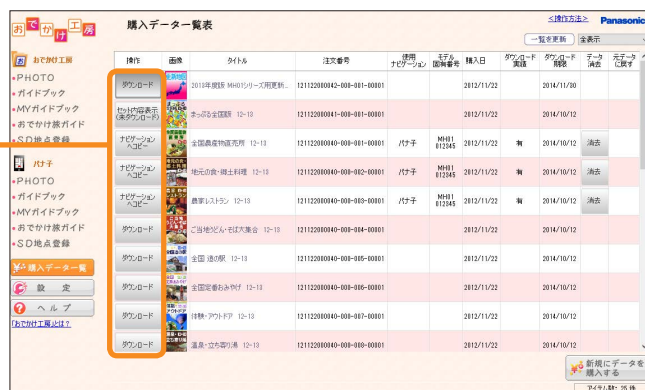 おでかけ工房
購入データ一覧表
<操作方法>
Panasonic
一覧を更新
全表示
おでかけ工房
•PHOTO
•ガイドブック
•MYガイドブック
•おでかけ旅ガイド
•SD地点登録
パナ子
•PHOTO
•ガイドブック
•MYガイドブック
•おでかけ旅ガイド
•SD地点登録
購入データ一覧
設 定
ヘ ル プ
「おでかけ工房」とは?
操作 画像 タイトル 注文番号 使用ナビゲーション モデル固有番号 購入日 ダウンロード実績 ダウンロード期限 データ消去 元データに戻す
ダウンロード 2013年度版 MH01シリーズ用更新… 121122000042-000-001-00001 2012/11/22 2014/11/30
セット内容表示(未ダウンロード) まっぷる全国版 12-13 121122000041-000-001-00001 2012/11/22 2014/10/12
ナビゲーションへコピー 全国農産物直売所 12-13 121122000040-000-001-00001 パナ子 MH01 012345 2012/11/22 有 2014/10/12 消去
ナビゲーションへコピー 地元の食・郷土料理 12-13 121122000040-000-002-00001 パナ子 MH01 012345 2012/11/22 有 2014/10/12 消去
ナビゲーションへコピー 農家レストラン 12-13 121122000040-000-003-00001 パナ子 MH01 012345 2012/11/22 有 2014/10/12 消去
ダウンロード ご当地うどん・そば大集合 12-13 121122000040-000-004-00001 2012/11/22 2014/10/12
ダウンロード 全国 道の駅 12-13 121122000040-000-005-00001 2012/11/22 2014/10/12
ダウンロード 全国定番おみやげ 12-13 121122000040-000-006-00001 2012/11/22 2014/10/12
ダウンロード 体験・アウトドア 12-13 121122000040-000-007-00001 2012/11/22 2014/10/12
ダウンロード 温泉・立ち寄り湯 12-13 121122000040-000-008-00001 2012/11/22 2014/10/12
新規にデータを
購入する